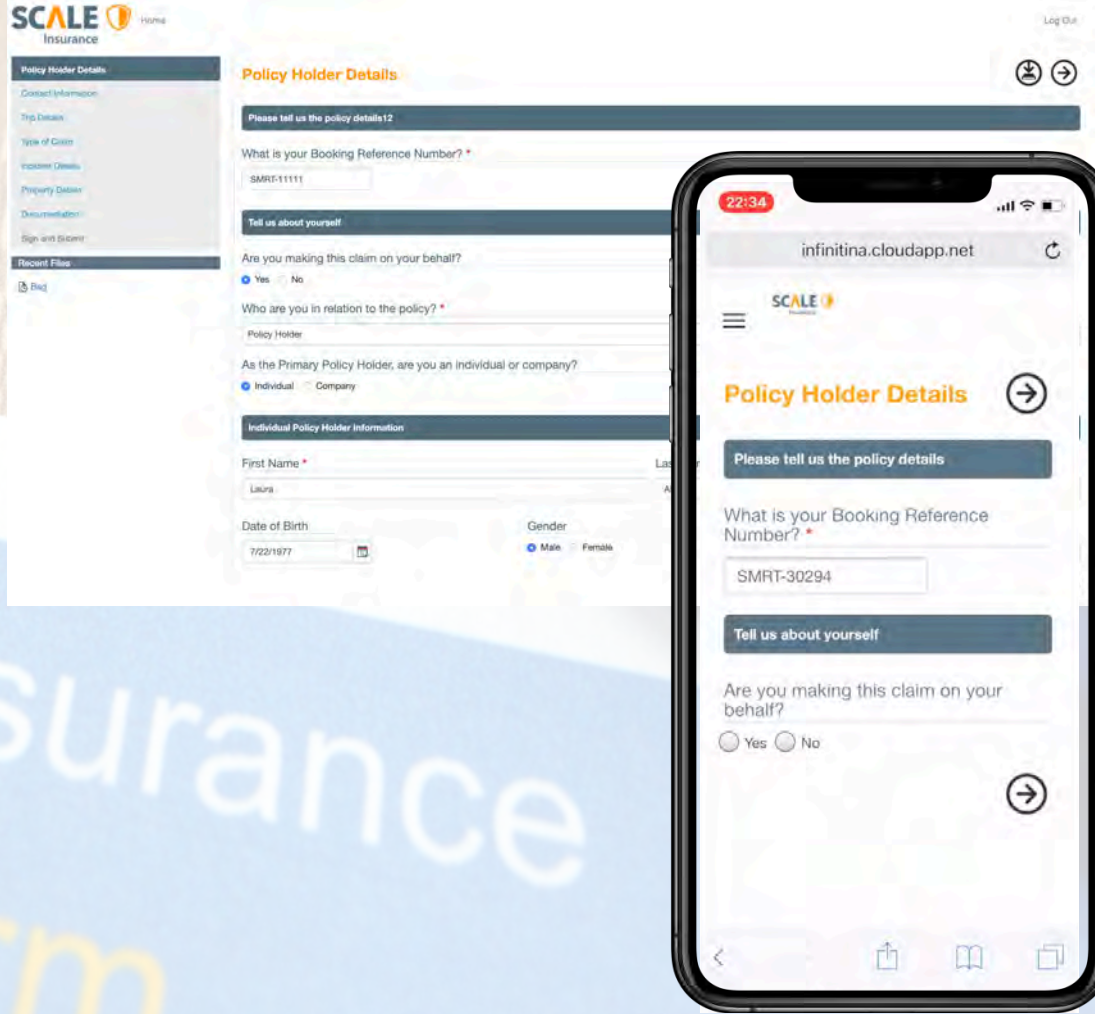 SCALE
Insurance
Home
Log Out
Policy Holder Details
Contact Information
Trip Details
Type of Claim
Incident Details
Property Details
Documentation
Sign and Submit
Recent Files
Bag
Policy Holder Details
Please tell us the policy details12
What is your Booking Reference Number? *
SMRT-11111
Tell us about yourself
Are you making this claim on your behalf?
Yes No
Who are you in relation to the policy? *
Policy Holder
As the Primary Policy Holder, are you an individual or company?
Individual Company
Individual Policy Holder Information
First Name *
Laura
Date of Birth
Gender
7/22/1977
Male Female
22:34
infinitina.cloudapp.net
SCALE
Insurance
Policy Holder Details
Please tell us the policy details
What is your Booking Reference
Number? *
SMRT-30294
Tell us about yourself
Are you making this claim on your
behalf?
Yes No
surance
rm